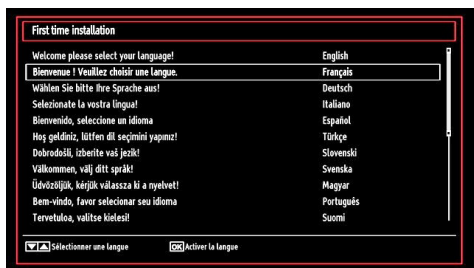 First time installation
Welcome please select your language! English
Bienvenue ! Veuillez choisir une langue. Français
Wählen Sie bitte Ihre Sprache aus! Deutsch
Selezionate la vostra lingua! Italiano
Bienvenido, seleccione un idioma Español
Hoş geldiniz, lütfen dil seçimini yapınız! Türkçe
Dobrodošli, izberite vaš jezik! Slovenski
Välkommen, välj ditt språk! Svenska
Üdvözöljük, kérjük válassza ki a nyelvet! Magyar
Bem-vindo, favor selecionar seu idioma Português
Tervetuloa, valitse kielesi! Suomi
Sélectionner une langue OK Activer la langue